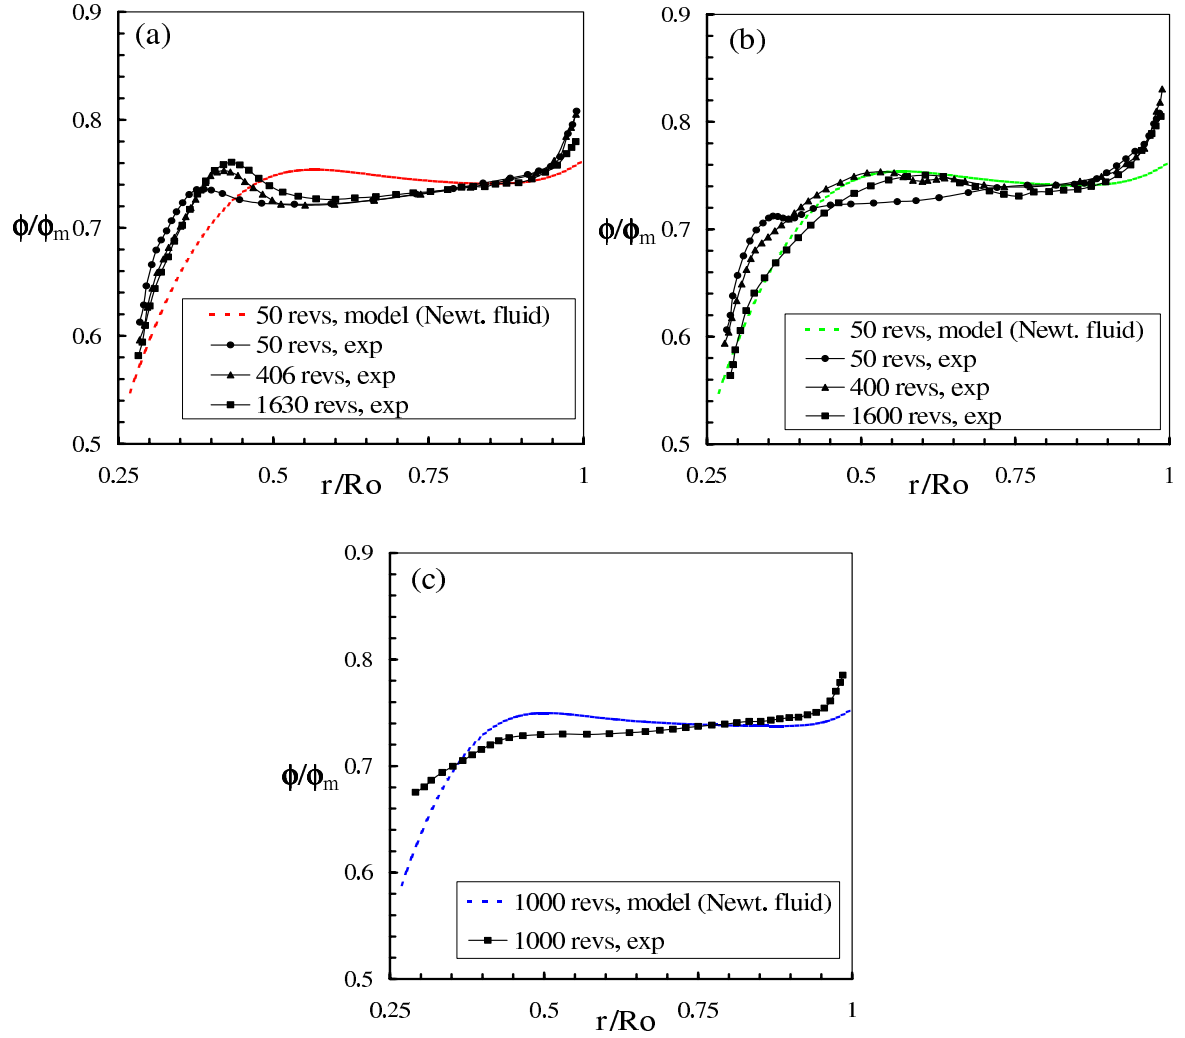 (a)
0.9
0.8
0.7
0.6
0.5
ϕ/ϕm
50 revs, model (Newt. fluid)
50 revs, exp
406 revs, exp
1630 revs, exp
0.25 0.5 0.75 1
r/Ro
(b)
0.9
0.8
0.7
0.6
0.5
ϕ/ϕm
50 revs, model (Newt. fluid)
50 revs, exp
400 revs, exp
1600 revs, exp
0.25 0.5 0.75 1
r/Ro
(c)
0.9
0.8
0.7
0.6
0.5
ϕ/ϕm
1000 revs, model (Newt. fluid)
1000 revs, exp
0.25 0.5 0.75 1
r/Ro